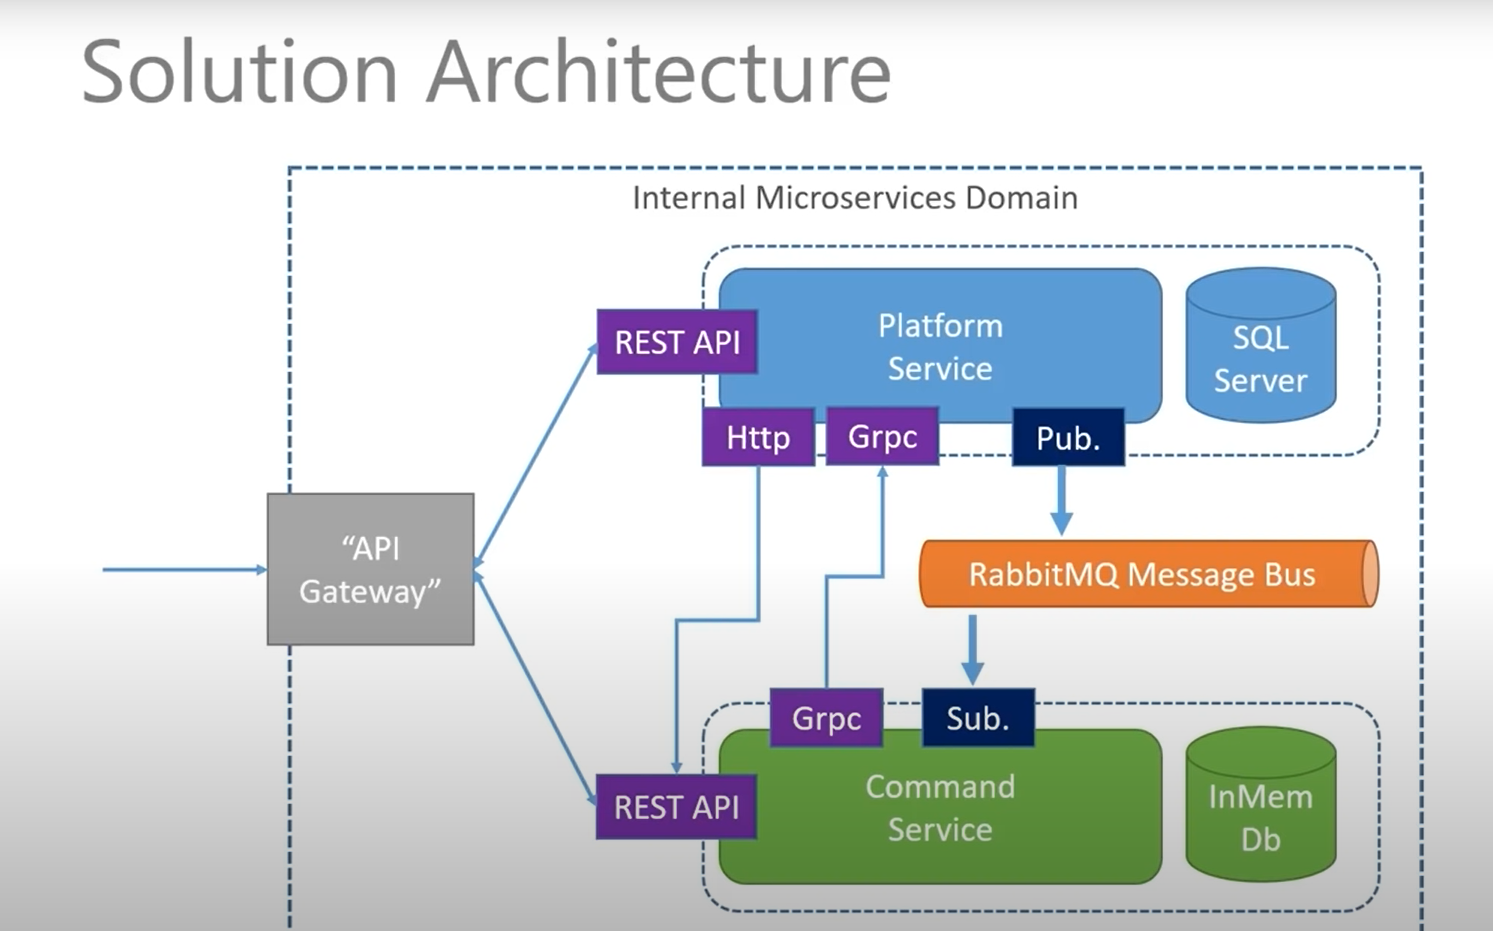 Solution Architecture
Internal Microservices Domain
REST API
Platform
Service
SQL
Server
Http
Grpc
Pub.
“API
Gateway”
RabbitMQ Message Bus
Grpc
Sub.
REST API
Command
Service
InMem
Db